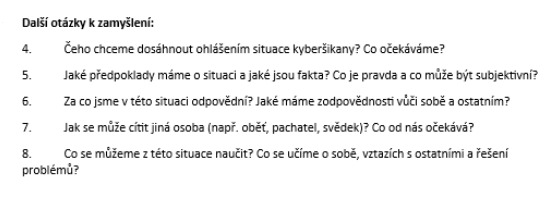 Další otázky k zamyšlení:
4. Čeho chceme dosáhnout ohlášením situace kyberšikany? Co očekáváme?
5. Jaké předpoklady máme o situaci a jaké jsou fakta? Co je pravda a co může být subjektivní?
6. Za co jsme v této situaci odpovědní? Jaké máme zodpovědnosti vůči sobě a ostatním?
7. Jak se může cítit jiná osoba (např. oběť, pachatel, svědek)? Co od nás očekává?
8. Co se můžeme z této situace naučit? Co se učíme o sobě, vztazích s ostatními a řešení
problémů?